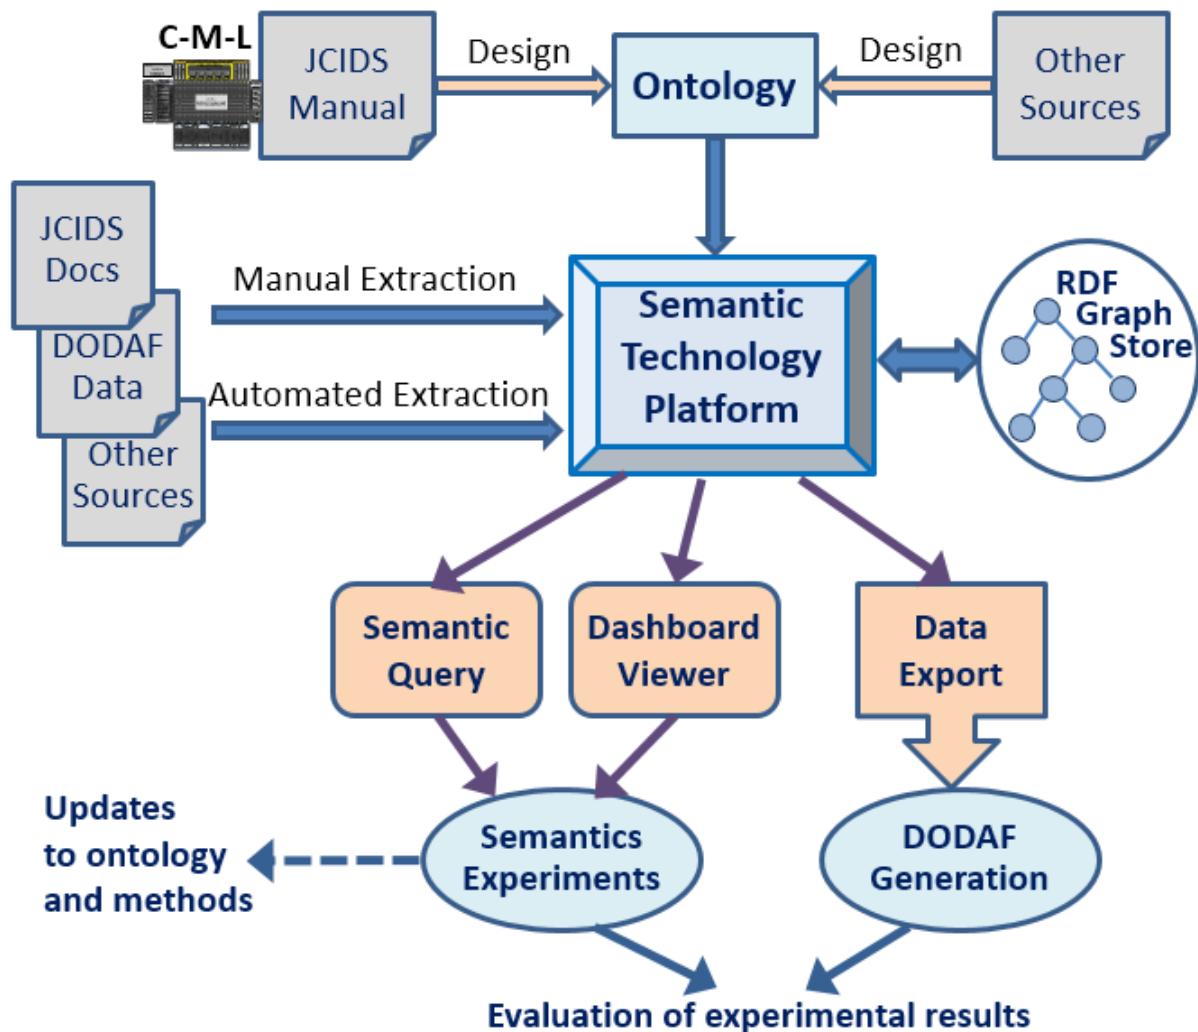 C-M-L
JCIDS
Manual
Design
Ontology
Design
Other
Sources
JCIDS
Docs
DODAF
Data
Other
Sources
Manual Extraction
Automated Extraction
Semantic
Technology
Platform
RDF
Graph
Store
Semantic
Query
Dashboard
Viewer
Data
Export
Updates
to ontology
and methods
Semantics
Experiments
DODAF
Generation
Evaluation of experimental results